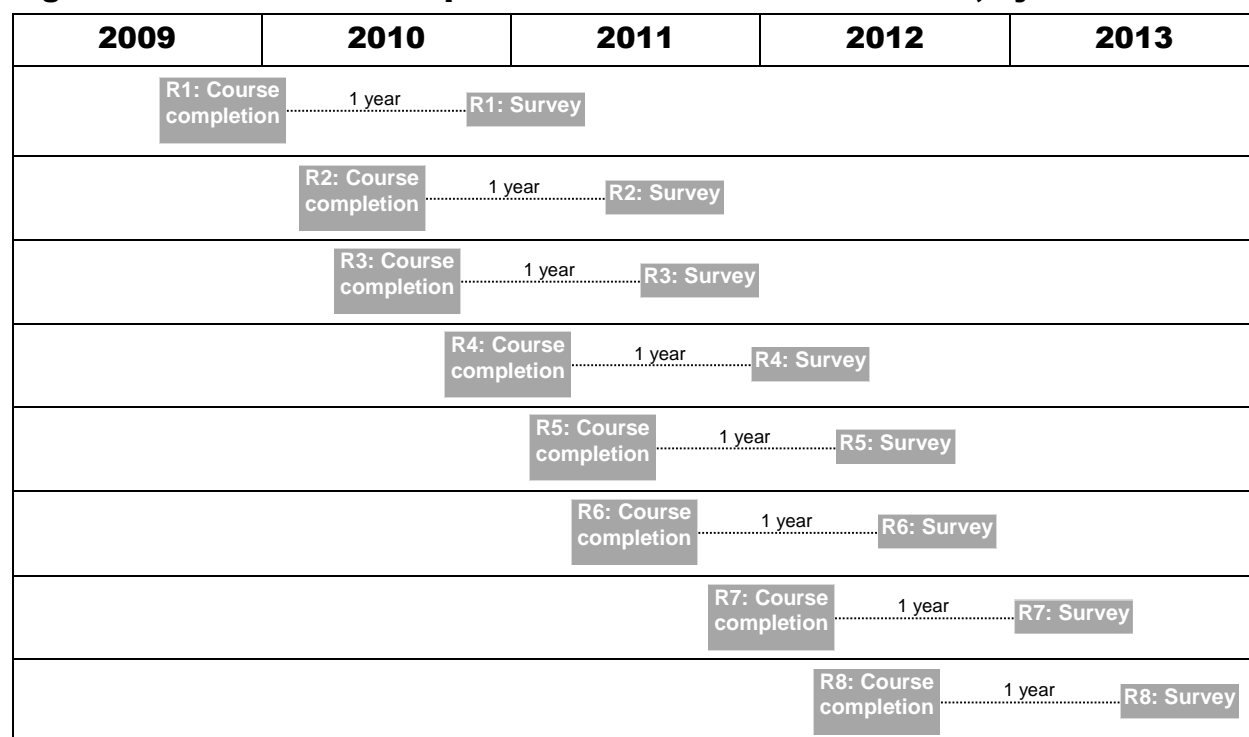 2009 2010 2011 2012 2013
R1: Course
completion
1 year
R1: Survey
R2: Course
completion
1 year
R2: Survey
R3: Course
completion
1 year
R3: Survey
R4: Course
completion
1 year
R4: Survey
R5: Course
completion
1 year
R5: Survey
R6: Course
completion
1 year
R6: Survey
R7: Course
completion
1 year
R7: Survey
R8: Course
completion
1 year
R8: Survey